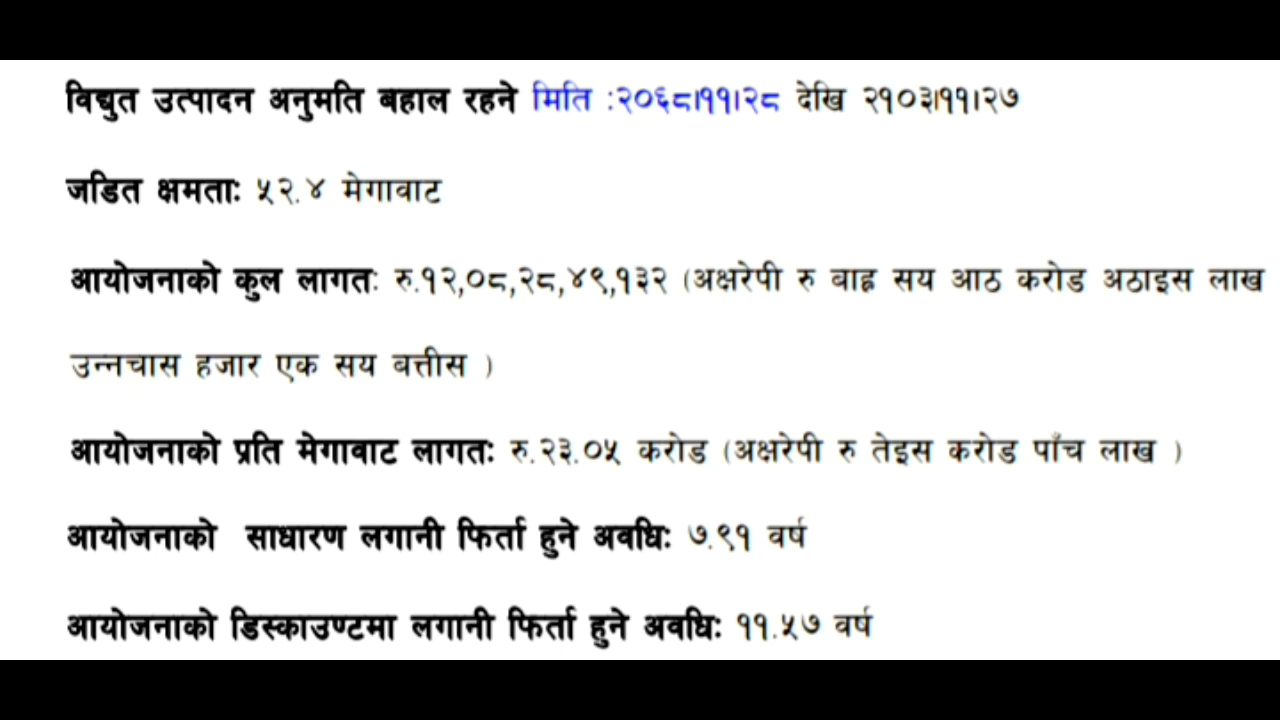 विद्युत उत्पादन अनुमति बहाल रहने मिति :२०६८।११।२८ देखि २१०३।११।२७
जडित क्षमताः ५२.४ मेगावाट
आयोजनाको कुल लागतः रु.१२,०८,२८,४९,१३२ (अक्षरेपी रु बाह्र सय आठ करोड अठाइस लाख
उन्नचास हजार एक सय बत्तीस )
आयोजनाको प्रति मेगावाट लागतः रु.२३.०५ करोड (अक्षरेपी रु तेइस करोड पाँच लाख )
आयोजनाको साधारण लगानी फिर्ता हुने अवधिः ७.९१ वर्ष
आयोजनाको डिस्काउण्टमा लगानी फिर्ता हुने अवधिः ११.५७ वर्ष